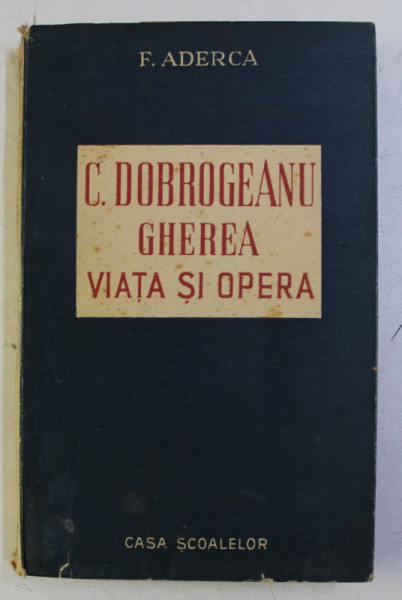 F. ADERCA
C. DOBROGEANU
GHEREA
VIAȚA ȘI OPERA
CASA ȘCOALELOR